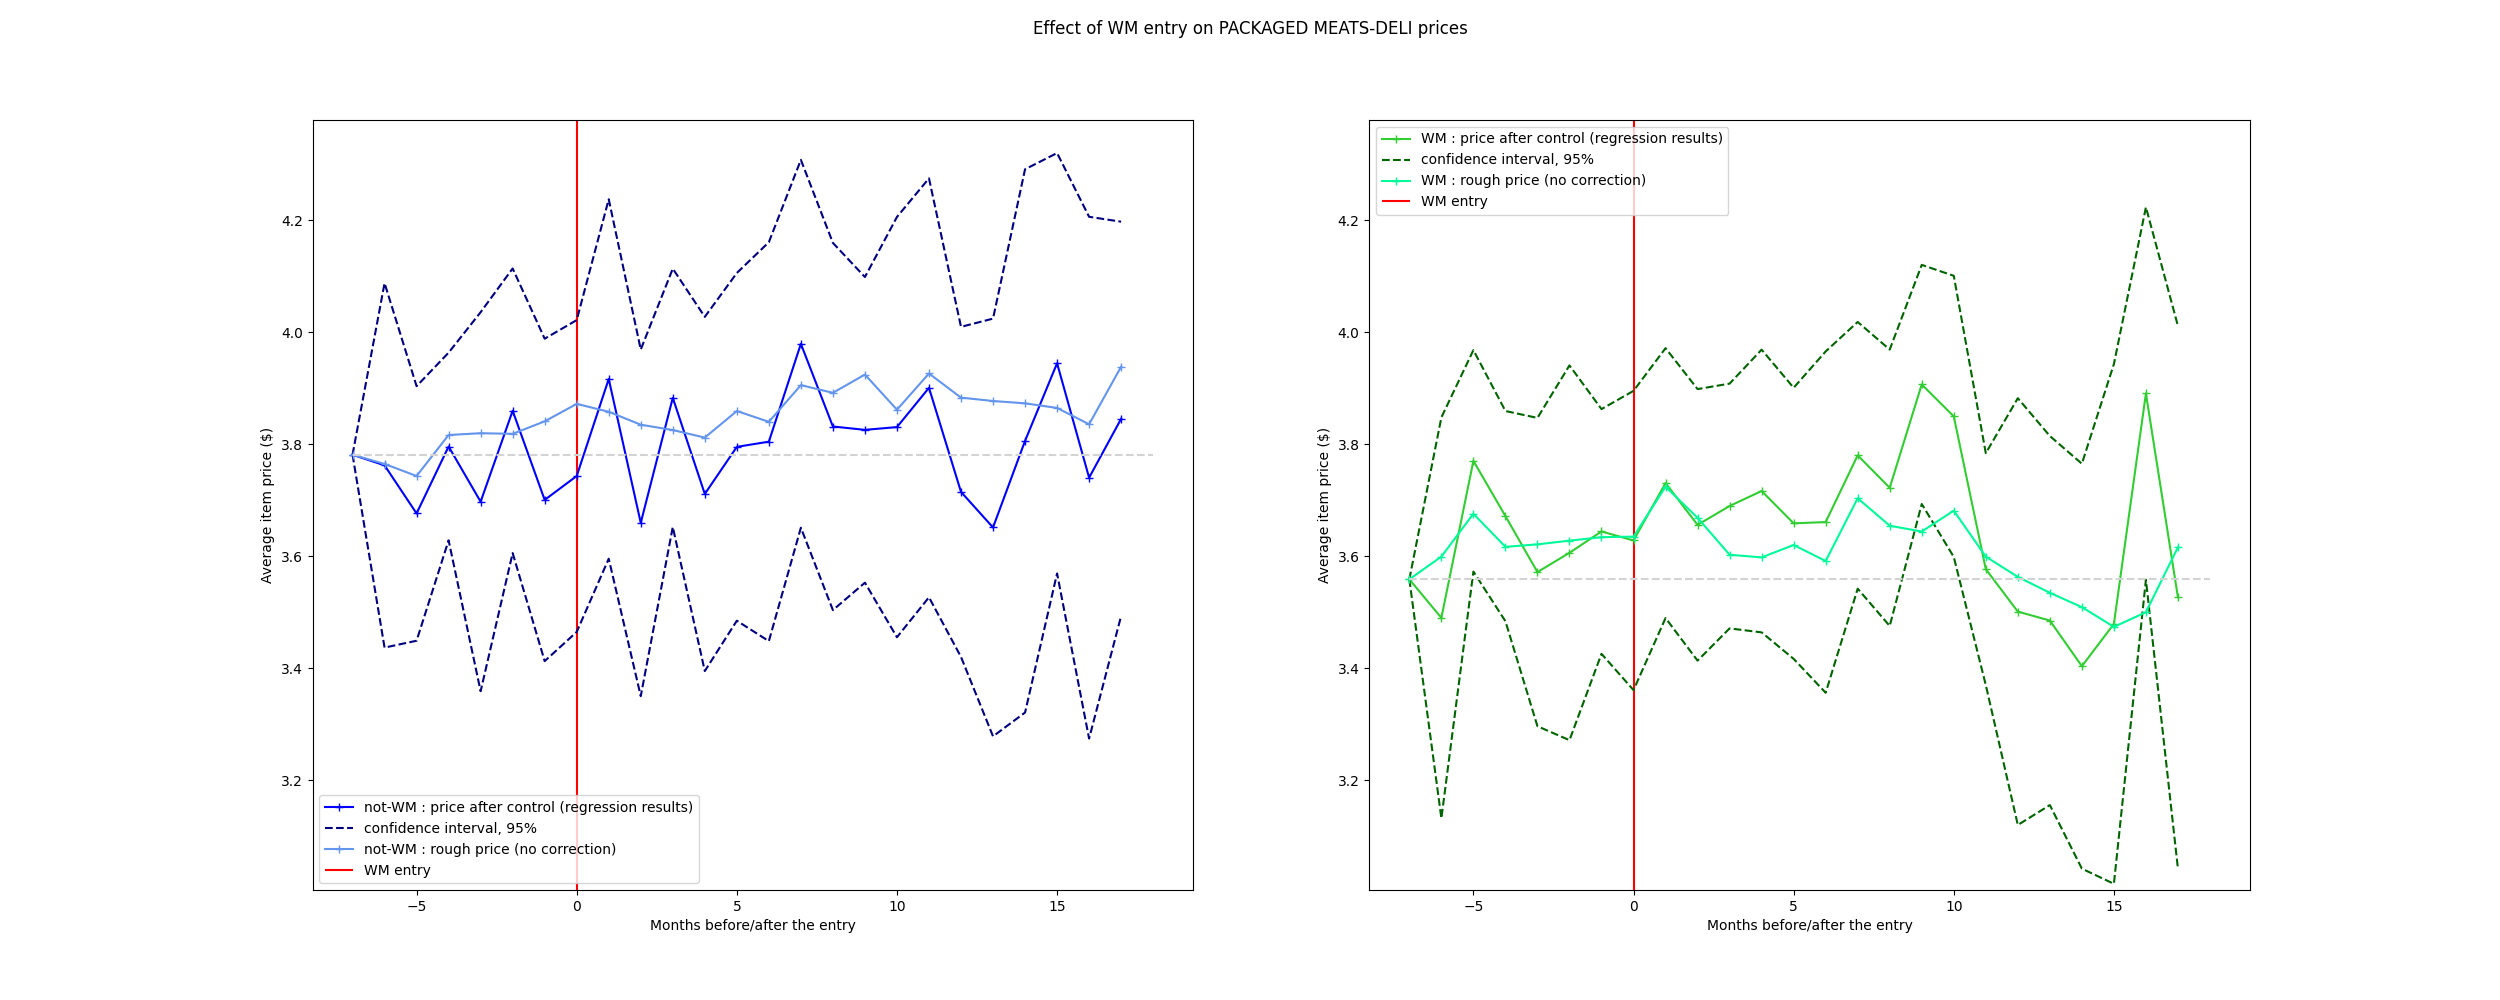 Effect of WM entry on PACKAGED MEATS-DELI prices
Average item price ($)
4.2
4.0
3.8
3.6
3.4
3.2
not-WM : price after control (regression results)
confidence interval, 95%
not-WM : rough price (no correction)
WM entry
−5
0
5
10
15
Months before/after the entry
WM : price after control (regression results)
confidence interval, 95%
WM : rough price (no correction)
WM entry
Average item price ($)
4.2
4.0
3.8
3.6
3.4
3.2
−5
0
5
10
15
Months before/after the entry